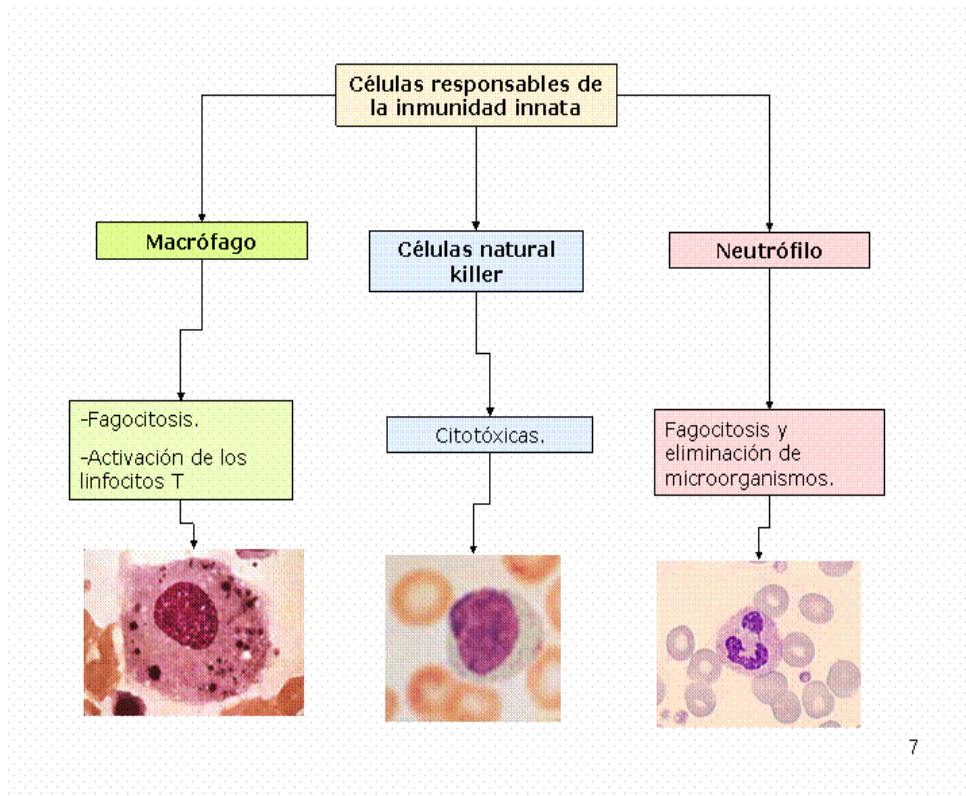 Células responsables de
la inmunidad innata
Macrófago
Células natural
killer
Neutrófilo
-Fagocitosis.
-Activación de los
linfocitos T
Citotóxicas.
Fagocitosis y
eliminación de
microorganismos.
7